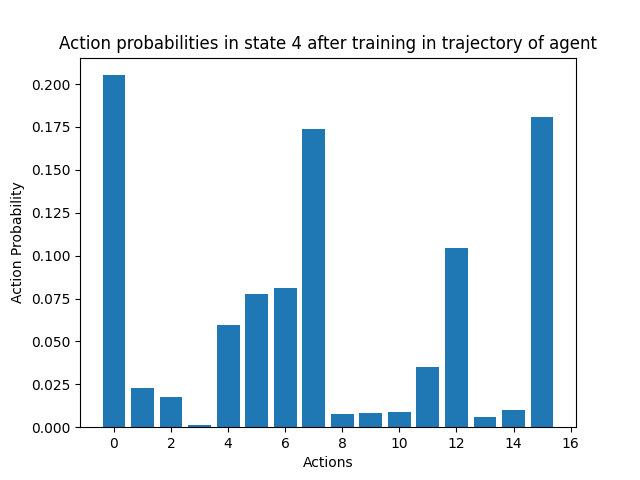 Action probabilities in state 4 after training in trajectory of agent
0.200
0.175
0.150
0.125
0.100
0.075
0.050
0.025
0.000
Action Probability
0 2 4 6 8 10 12 14 16
Actions